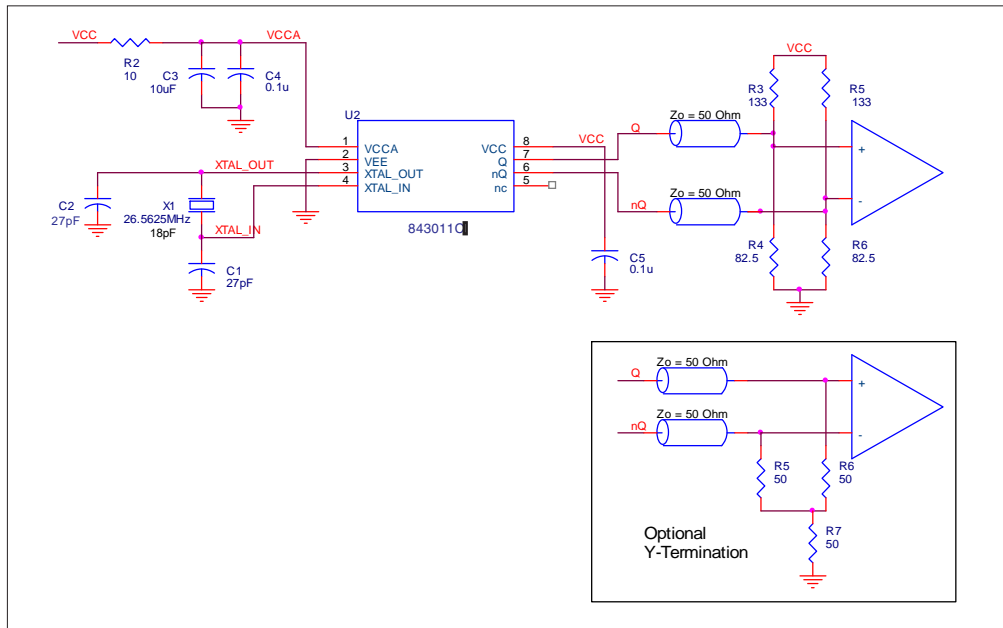 VCC
VCCA
R2
10
C3
10uF
C4
0.1u
U2
1
2
3
4
VCCA
VEE
XTAL_OUT
XTAL_IN
VCC
Q
nQ
nc
8
7
6
5
843011C
XTAL_OUT
C2
27pF
X1
26.5625MHz
18pF
XTAL_IN
C1
27pF
VCC
C5
0.1u
Q
Zo = 50 Ohm
nQ
Zo = 50 Ohm
VCC
R3
133
R5
133
+
-
R4
82.5
R6
82.5
Q
Zo = 50 Ohm
nQ
Zo = 50 Ohm
+
-
R5
50
R6
50
R7
50
Optional
Y-Termination